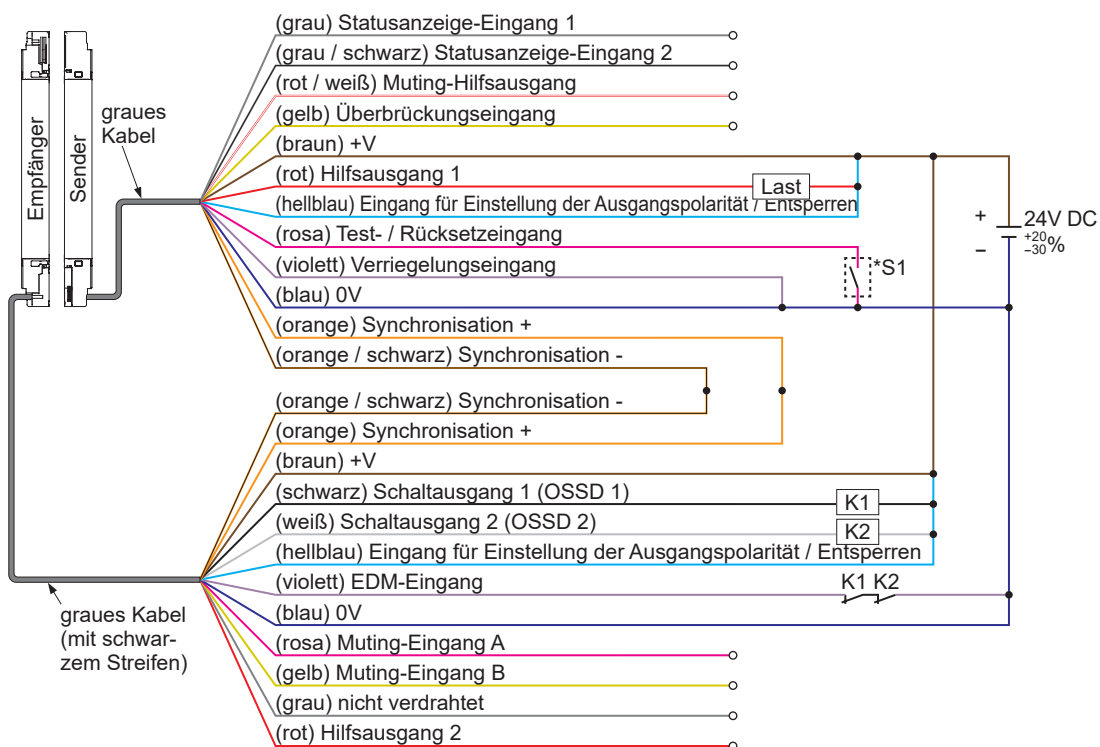 (grau) Statusanzeige-Eingang 1
(grau / schwarz) Statusanzeige-Eingang 2
(rot / weiß) Muting-Hilfsausgang
graues
Kabel
(gelb) Überbrückungseingang
(braun) +V
Empfänger
Sender
(rot) Hilfsausgang 1
Last
(hellblau) Eingang für Einstellung der Ausgangspolarität / Entsperren
+
24V DC
+20
−30 %
−
(rosa) Test- / Rücksetzeingang
*S1
(violett) Verriegelungseingang
(blau) 0V
(orange) Synchronisation +
(orange / schwarz) Synchronisation -
(orange / schwarz) Synchronisation -
(orange) Synchronisation +
(braun) +V
(schwarz) Schaltausgang 1 (OSSD 1)
K1
(weiß) Schaltausgang 2 (OSSD 2)
K2
(hellblau) Eingang für Einstellung der Ausgangspolarität / Entsperren
(violett) EDM-Eingang
K1 K2
(blau) 0V
graues Kabel
(mit schwar-
zem Streifen)
(rosa) Muting-Eingang A
(gelb) Muting-Eingang B
(grau) nicht verdrahtet
(rot) Hilfsausgang 2